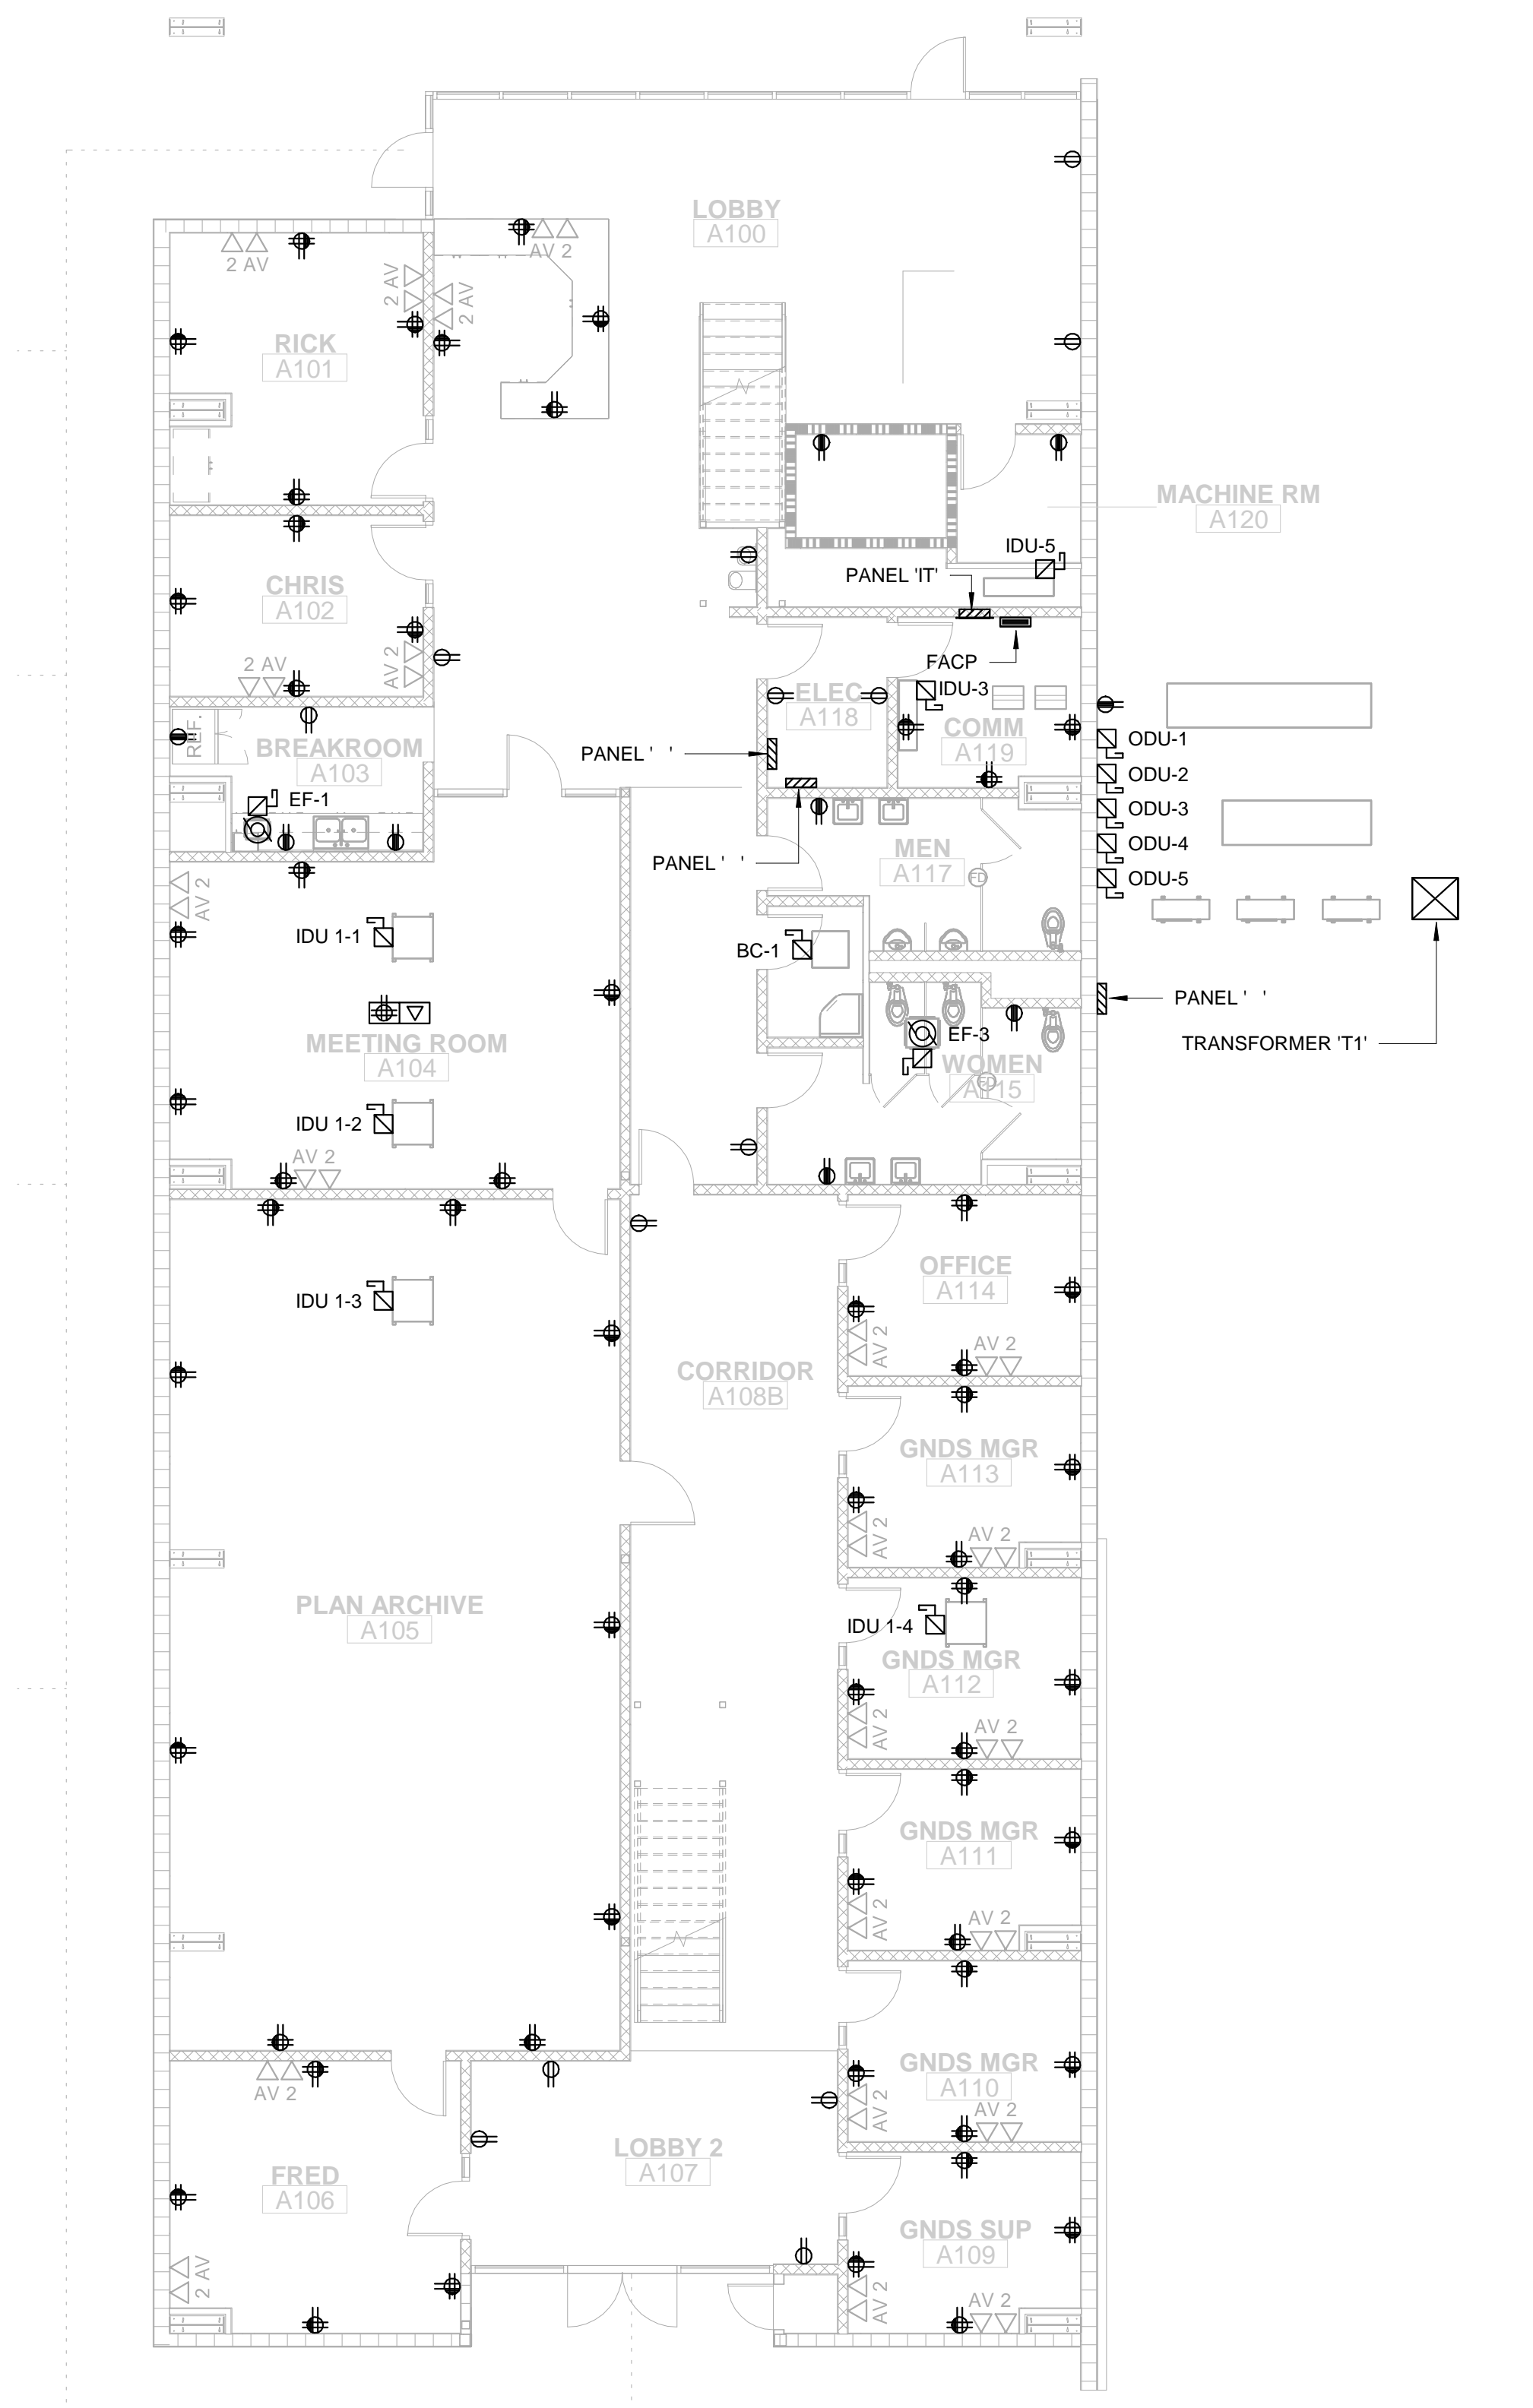 LOBBY
A100
2 AV
AV 2
2 AV
2 AV
RICK
A101
MACHINE RM
A120
IDU-5
PANEL 'IT'
CHRIS
A102
2 AV
AV 2
FACP
ELEC
A118
IDU-3
COMM
A119
REF.
BREAKROOM
A103
PANEL ' '
ODU-1
ODU-2
ODU-3
ODU-4
ODU-5
EF-1
PANEL ' '
MEN
A117
FD
AV 2
IDU 1-1
BC-1
PANEL ' '
TRANSFORMER 'T1'
MEETING ROOM
A104
EF-3
WOMEN
A115
FD
IDU 1-2
AV 2
IDU 1-3
OFFICE
A114
AV 2
AV 2
CORRIDOR
A108B
GNDS MGR
A113
AV 2
AV 2
PLAN ARCHIVE
A105
IDU 1-4
GNDS MGR
A112
AV 2
AV 2
GNDS MGR
A111
AV 2
AV 2
GNDS MGR
A110
AV 2
AV 2
AV 2
LOBBY 2
A107
FRED
A106
2 AV
GNDS SUP
A109
AV 2
AV 2